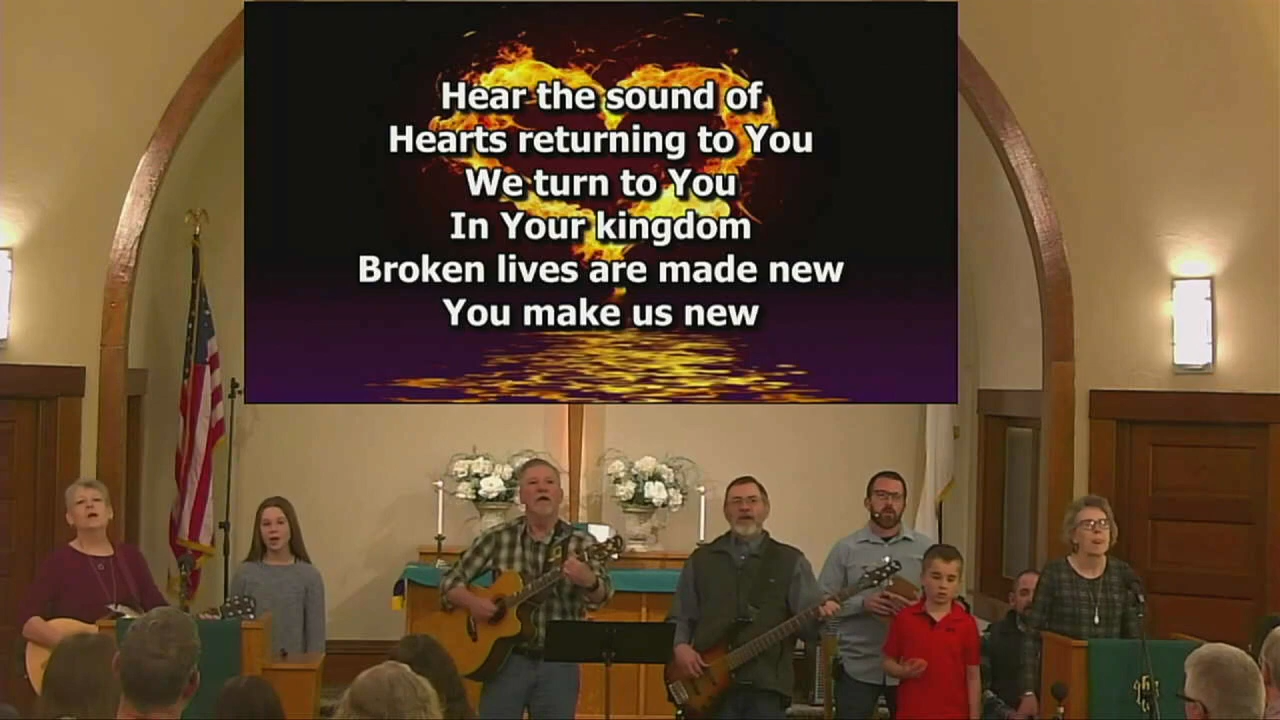 Hear the sound of
Hearts returning to You
We turn to You
In Your kingdom
Broken lives are made new
You make us new